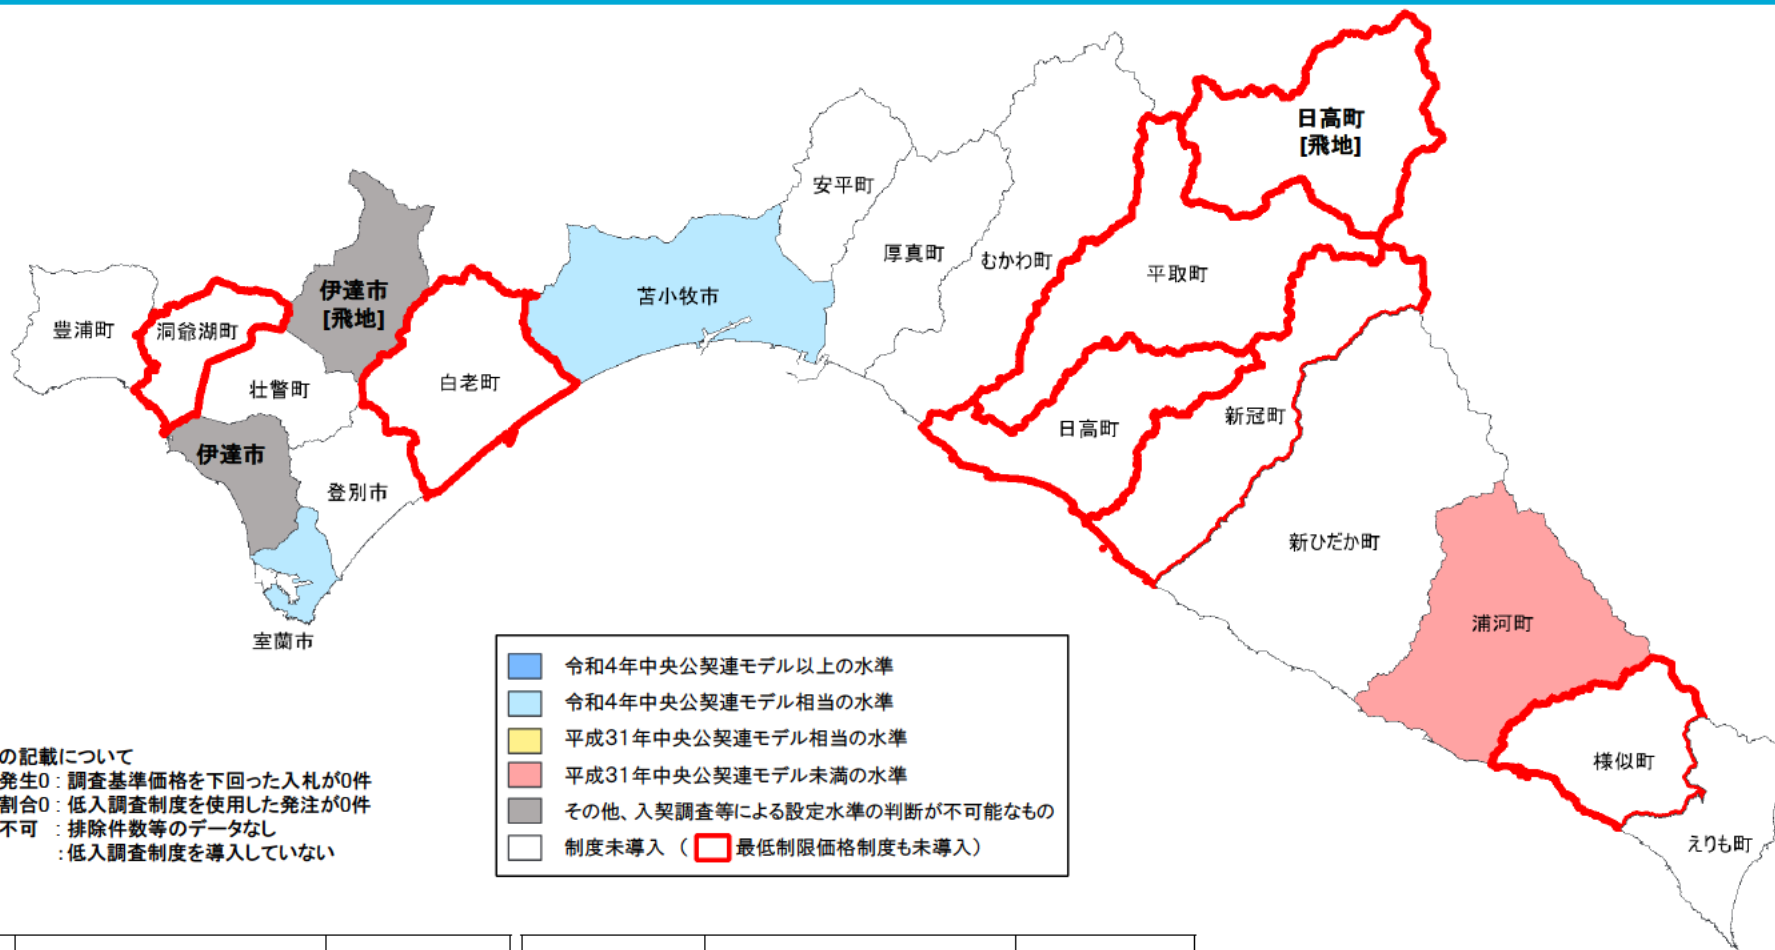 日高町
[飛地]
安平町
厚真町
むかわ町
平取町
伊達市
[飛地]
苫小牧市
豊浦町
洞爺湖町
壮瞥町
白老町
日高町
新冠町
伊達市
登別市
新ひだか町
浦河町
室蘭市
様似町
えりも町
令和4年中央公契連モデル以上の水準
令和4年中央公契連モデル相当の水準
平成31年中央公契連モデル相当の水準
平成31年中央公契連モデル未満の水準
その他、入契調査等による設定水準の判断が不可能なもの
制度未導入 ( 最低制限価格制度も未導入)
の記載について
発生0 : 調査基準価格を下回った入札が0件
割合0 : 低入調査制度を使用した発注が0件
不可 : 排除件数等のデータなし
: 低入調査制度を導入していない